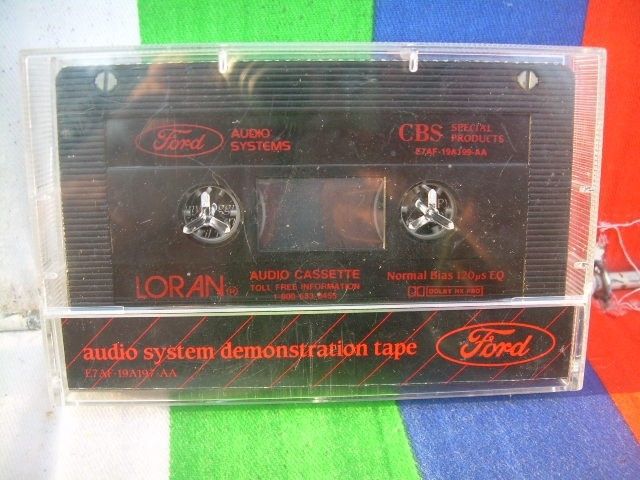 Ford AUDIO SYSTEMS
CBS SPECIAL PRODUCTS
E7AF-19A199-AA
LORAN TM
AUDIO CASSETTE
TOLL FREE INFORMATION
Normal Bias 120µs EQ
DOLBY HX PRO
audio system demonstration tape Ford
E7AF-19A197-AA